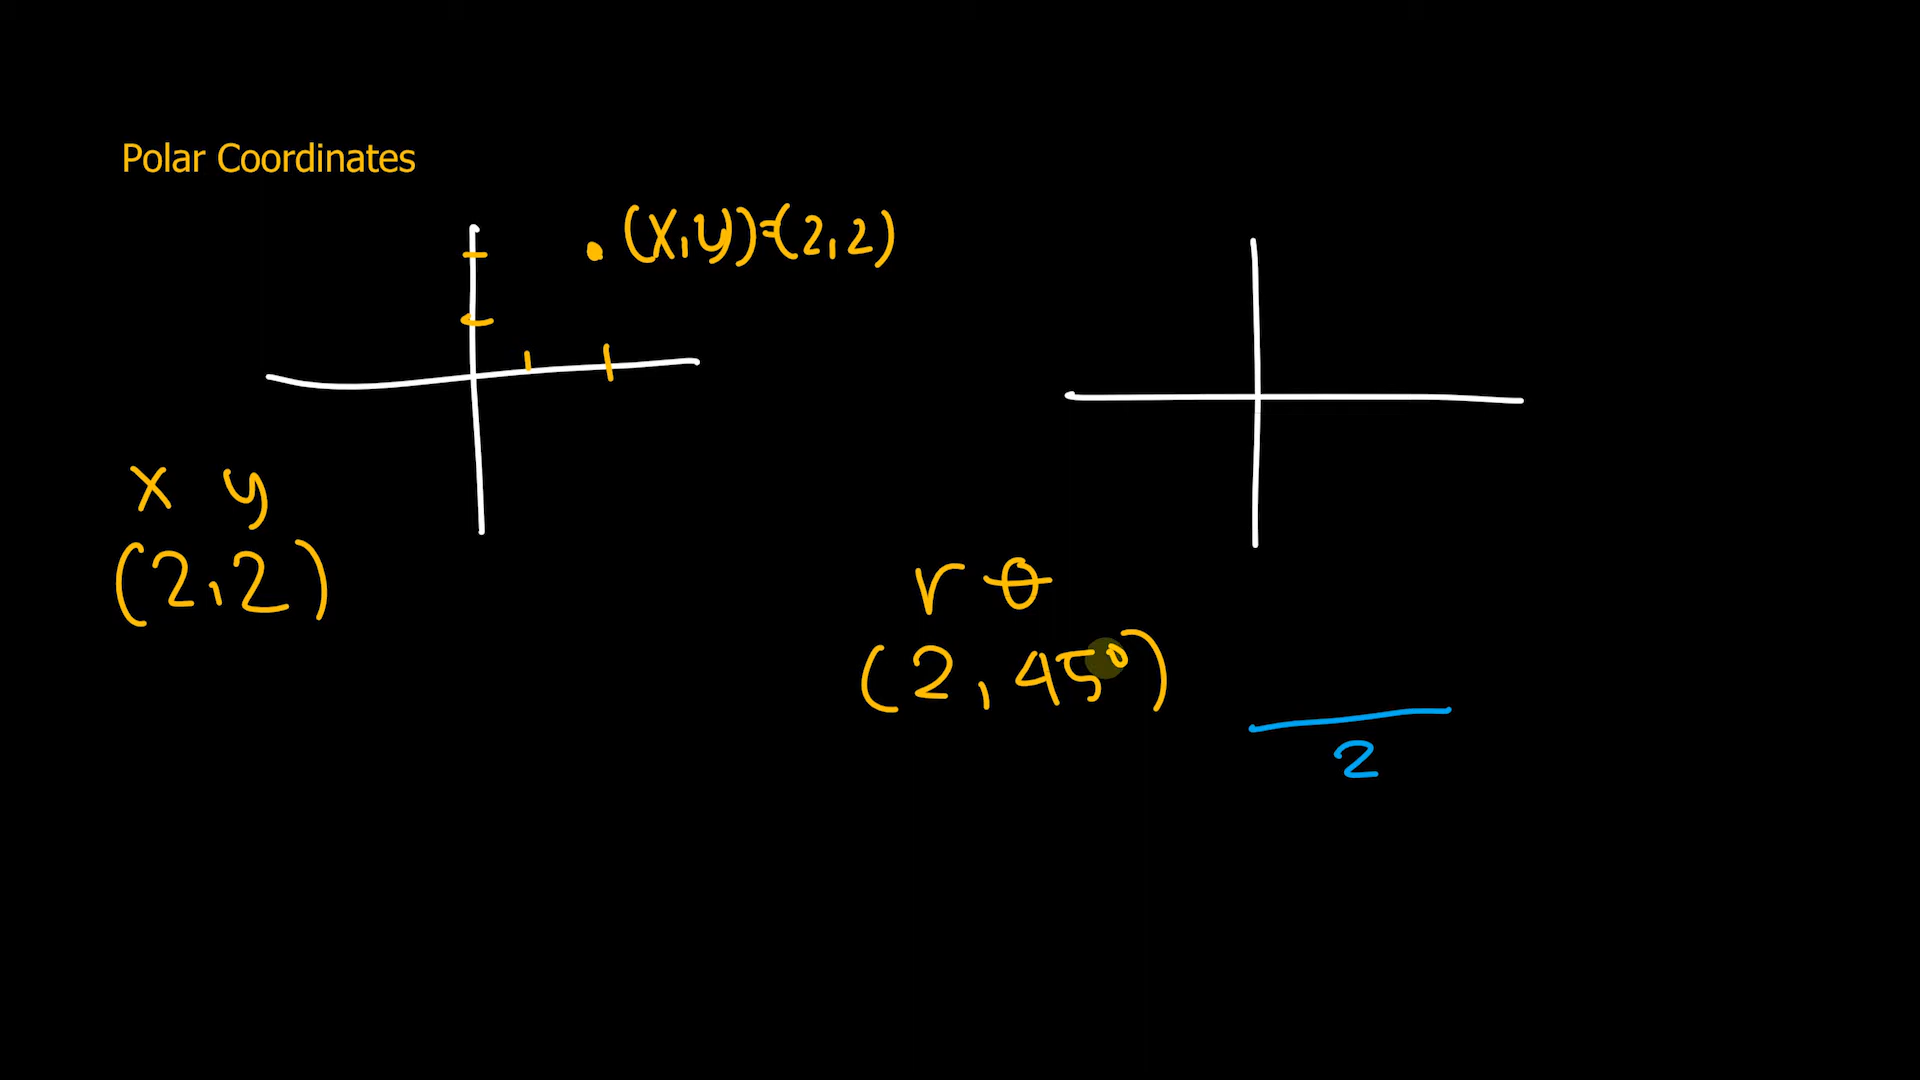 Polar Coordinates
(x,y)=(2,2)
x y
(2,2)
r θ
(2,45°)
2